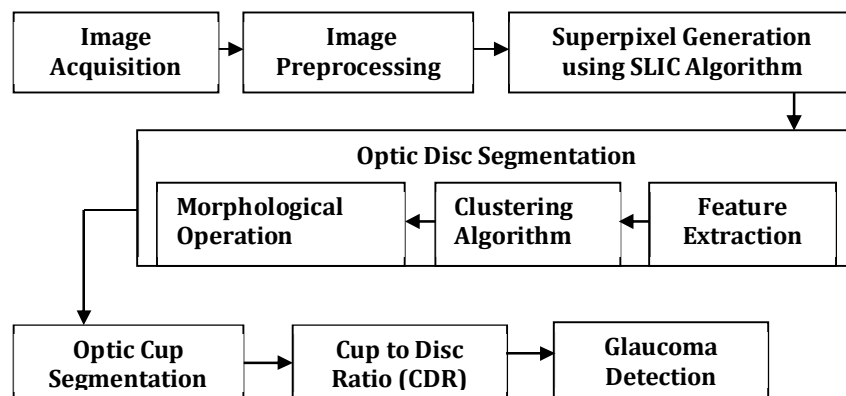 Image
Acquisition
Image
Preprocessing
Superpixel Generation
using SLIC Algorithm
Optic Disc Segmentation
Feature
Extraction
Clustering
Algorithm
Morphological
Operation
Optic Cup
Segmentation
Cup to Disc
Ratio (CDR)
Glaucoma
Detection